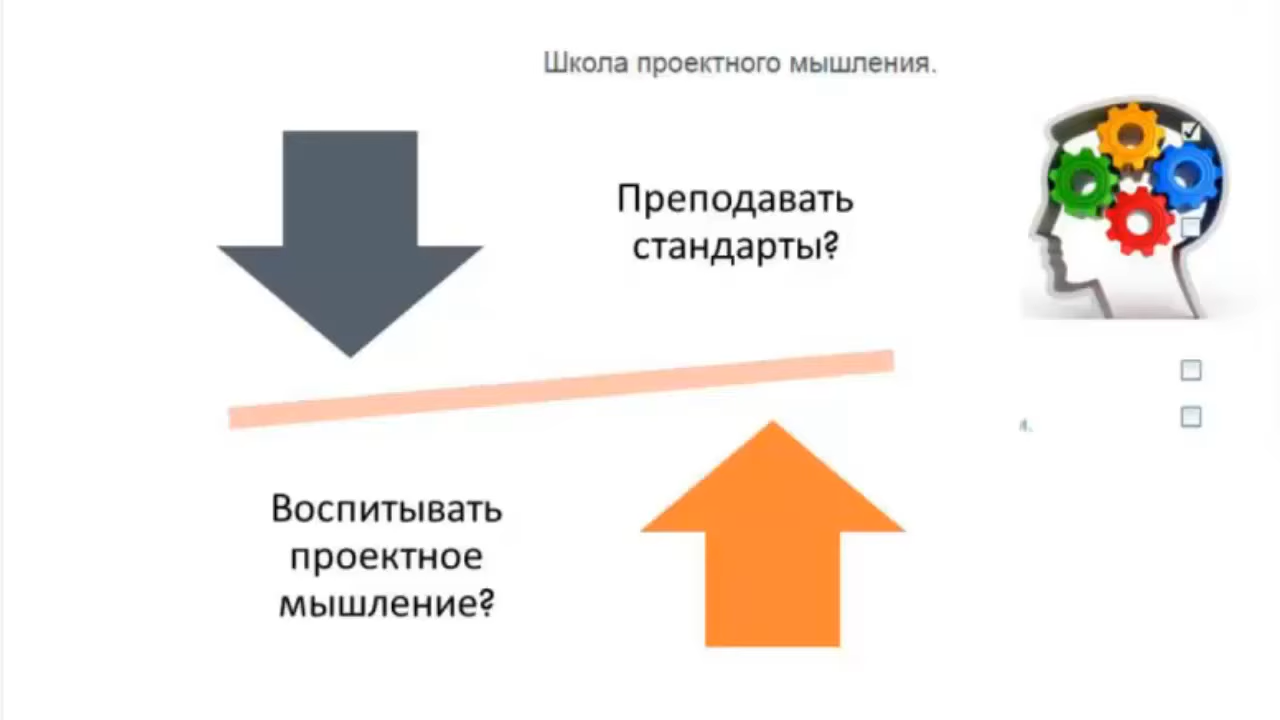 Школа проектного мышления.
Преподавать
стандарты?
Воспитывать
проектное
мышление?